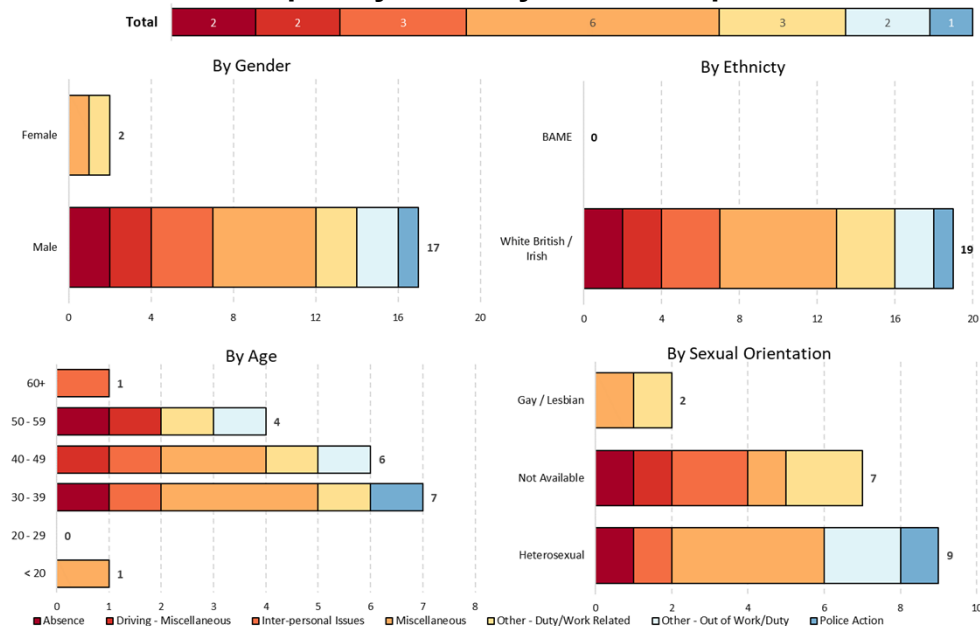 Total 2 2 3 6 3 2 1
By Gender
Female 2
Male 17
0 4 8 12 16 20
By Ethnicty
BAME 0
White British / Irish 19
0 4 8 12 16 20
By Age
60+ 1
50 - 59 4
40 - 49 6
30 - 39 7
20 - 29 0
< 20 1
0 1 2 3 4 5 6 7 8
By Sexual Orientation
Gay / Lesbian 2
Not Available 7
Heterosexual 9
0 2 4 6 8 10
Absence Driving - Miscellaneous Inter-personal Issues Miscellaneous Other - Duty/Work Related Other - Out of Work/Duty Police Action